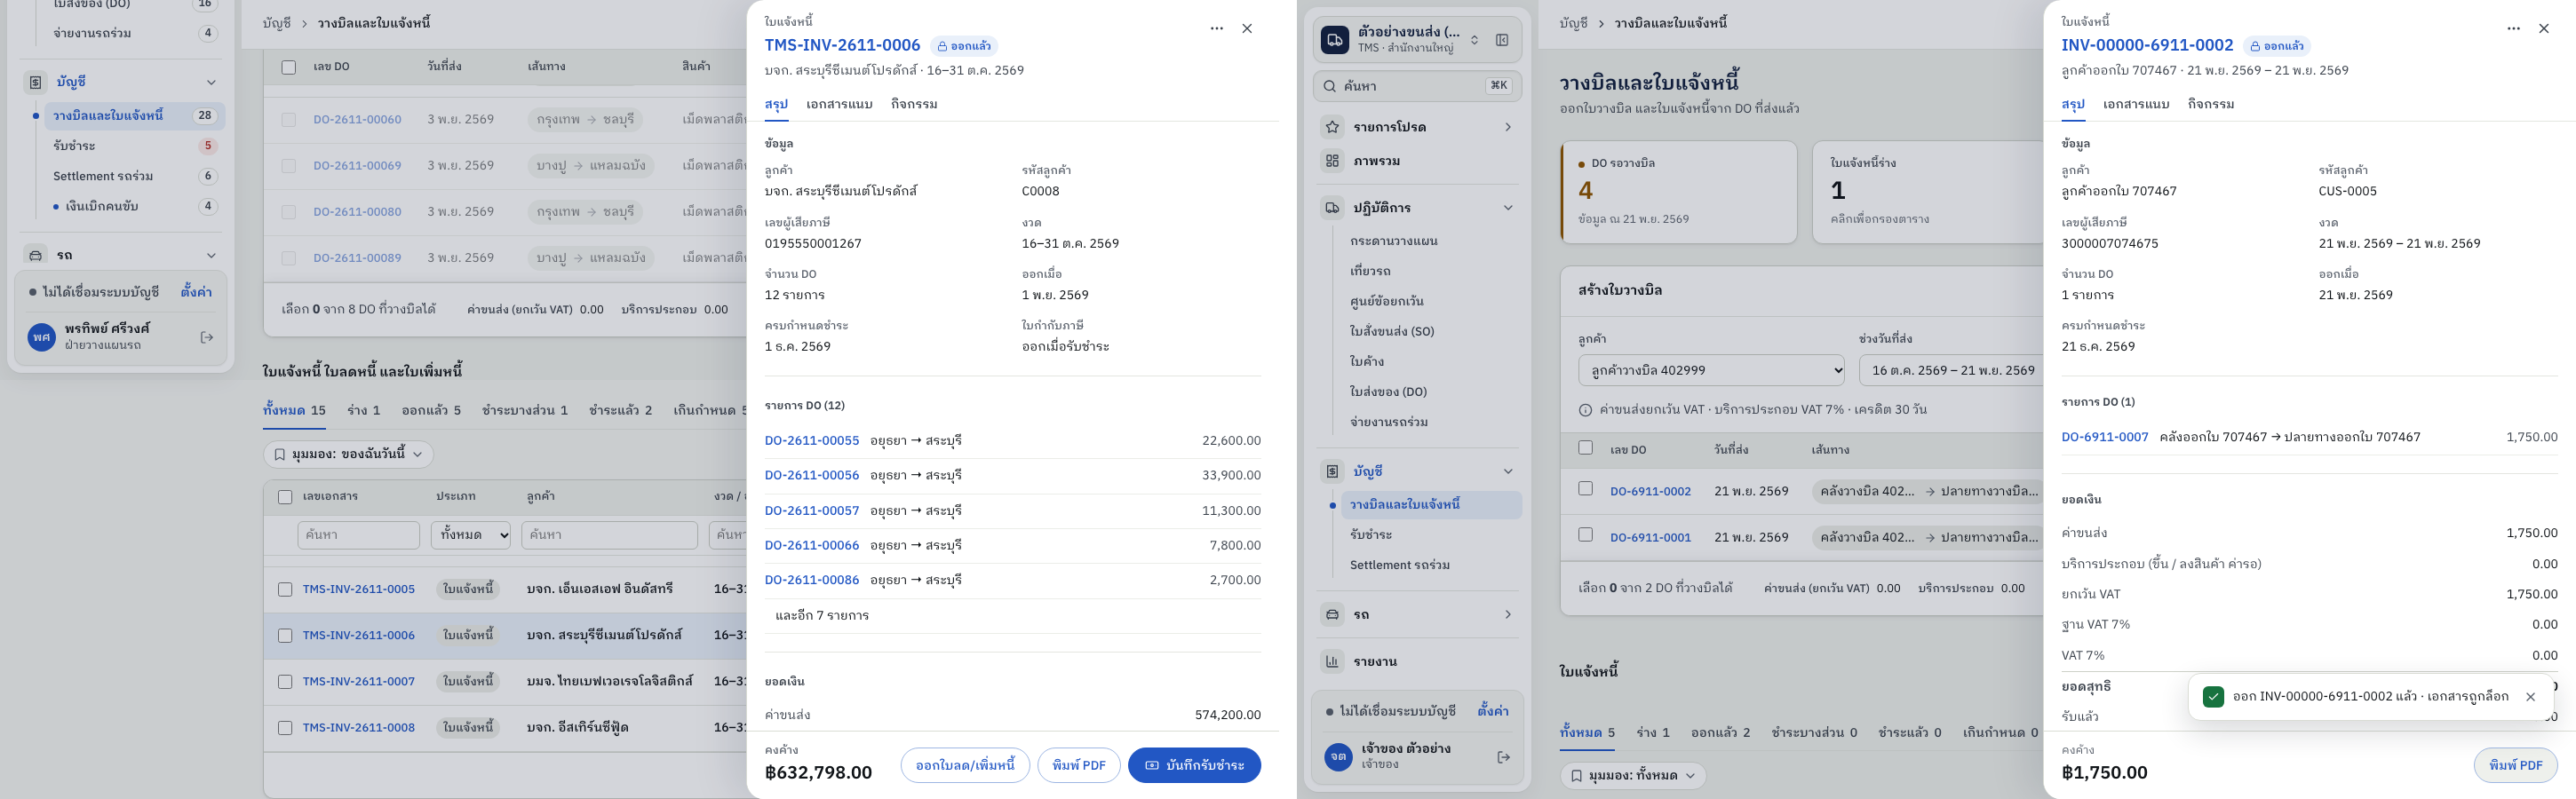 ใบส่งของ (DO) 16
จ่ายงานรถร่วม 4
บัญชี
วางบิลและใบแจ้งหนี้ 28
รับชำระ 5
Settlement รถร่วม 6
เงินเบิกคนขับ 4
รถ
ไม่ได้เชื่อมระบบบัญชี ตั้งค่า
พศ พรทิพย์ ศรีวงศ์
ฝ่ายวางแผนรถ
บัญชี > วางบิลและใบแจ้งหนี้
เลข DO วันที่ส่ง เส้นทาง สินค้า
DO-2611-00060 3 พ.ย. 2569 กรุงเทพ → ชลบุรี
DO-2611-00069 3 พ.ย. 2569 บางปู → แหลมฉบัง
DO-2611-00080 3 พ.ย. 2569 กรุงเทพ → ชลบุรี
DO-2611-00089 3 พ.ย. 2569 บางปู → แหลมฉบัง
เลือก 0 จาก 8 DO ที่วางบิลได้ ค่าขนส่ง (ยกเว้น VAT) 0.00 บริการประกอบ 0.00
ใบแจ้งหนี้ ใบลดหนี้ และใบเพิ่มหนี้
ทั้งหมด 15 ร่าง 1 ออกแล้ว 5 ชำระบางส่วน 1 ชำระแล้ว 2 เกินกำหนด 5
มุมมอง: ของฉันวันนี้
เลขเอกสาร ประเภท ลูกค้า
ค้นหา ทั้งหมด ค้นหา
TMS-INV-2611-0005 ใบแจ้งหนี้ บจก. เอ็นเอสเอฟ อินดัสทรี
TMS-INV-2611-0006 ใบแจ้งหนี้ บจก. สระบุรีซีเมนต์โปรดักส์
TMS-INV-2611-0007 ใบแจ้งหนี้ บมจ. ไทยเบฟเวอเรจโลจิสติกส์
TMS-INV-2611-0008 ใบแจ้งหนี้ บจก. อีสเทิร์นซีฟู้ด
ใบแจ้งหนี้
TMS-INV-2611-0006 ออกแล้ว
บจก. สระบุรีซีเมนต์โปรดักส์ · 16–31 ต.ค. 2569
สรุป เอกสารแนบ กิจกรรม
ข้อมูล
ลูกค้า รหัสลูกค้า
บจก. สระบุรีซีเมนต์โปรดักส์ C0008
เลขผู้เสียภาษี งวด
0195550001267 16–31 ต.ค. 2569
จำนวน DO ออกเมื่อ
12 รายการ 1 พ.ย. 2569
ครบกำหนดชำระ ใบกำกับภาษี
1 ธ.ค. 2569 ออกเมื่อรับชำระ
รายการ DO (12)
DO-2611-00055 อยุธยา → สระบุรี 22,600.00
DO-2611-00056 อยุธยา → สระบุรี 33,900.00
DO-2611-00057 อยุธยา → สระบุรี 11,300.00
DO-2611-00066 อยุธยา → สระบุรี 7,800.00
DO-2611-00086 อยุธยา → สระบุรี 2,700.00
และอีก 7 รายการ
ยอดเงิน
ค่าขนส่ง 574,200.00
คงค้าง
฿632,798.00 ออกใบลด/เพิ่มหนี้ พิมพ์ PDF บันทึกรับชำระ
ตัวอย่างขนส่ง (...
TMS · สำนักงานใหญ่
ค้นหา ⌘K
รายการโปรด
ภาพรวม
ปฏิบัติการ
กระดานวางแผน
เที่ยวรถ
ศูนย์ข้อยกเว้น
ใบสั่งขนส่ง (SO)
ใบค้าง
ใบส่งของ (DO)
จ่ายงานรถร่วม
บัญชี
วางบิลและใบแจ้งหนี้
รับชำระ
Settlement รถร่วม
รถ
รายงาน
ไม่ได้เชื่อมระบบบัญชี ตั้งค่า
จต เจ้าของ ตัวอย่าง
เจ้าของ
บัญชี > วางบิลและใบแจ้งหนี้
วางบิลและใบแจ้งหนี้
ออกใบวางบิล และใบแจ้งหนี้จาก DO ที่ส่งแล้ว
DO รอวางบิล ใบแจ้งหนี้ร่าง
4 1
ข้อมูล ณ 21 พ.ย. 2569 คลิกเพื่อกรองตาราง
สร้างใบวางบิล
ลูกค้า ช่วงวันที่ส่ง
ลูกค้าวางบิล 402999 16 ต.ค. 2569 – 21 พ.ย. 2569
ค่าขนส่งยกเว้น VAT · บริการประกอบ VAT 7% · เครดิต 30 วัน
เลข DO วันที่ส่ง เส้นทาง
DO-6911-0002 21 พ.ย. 2569 คลังวางบิล 402... → ปลายทางวางบิล...
DO-6911-0001 21 พ.ย. 2569 คลังวางบิล 402... → ปลายทางวางบิล...
เลือก 0 จาก 2 DO ที่วางบิลได้ ค่าขนส่ง (ยกเว้น VAT) 0.00 บริการประกอบ 0.00
ใบแจ้งหนี้
ทั้งหมด 5 ร่าง 1 ออกแล้ว 2 ชำระบางส่วน 0 ชำระแล้ว 0 เกินกำหนด 0
มุมมอง: ทั้งหมด
ใบแจ้งหนี้
INV-00000-6911-0002 ออกแล้ว
ลูกค้าออกใบ 707467 · 21 พ.ย. 2569 – 21 พ.ย. 2569
สรุป เอกสารแนบ กิจกรรม
ข้อมูล
ลูกค้า รหัสลูกค้า
ลูกค้าออกใบ 707467 CUS-0005
เลขผู้เสียภาษี งวด
3000007074675 21 พ.ย. 2569 – 21 พ.ย. 2569
จำนวน DO ออกเมื่อ
1 รายการ 21 พ.ย. 2569
ครบกำหนดชำระ
21 ธ.ค. 2569
รายการ DO (1)
DO-6911-0007 คลังออกใบ 707467 → ปลายทางออกใบ 707467 1,750.00
ยอดเงิน
ค่าขนส่ง 1,750.00
บริการประกอบ (ขึ้น / ลงสินค้า ค่ารอ) 0.00
ยกเว้น VAT 1,750.00
ฐาน VAT 7% 0.00
VAT 7% 0.00
ยอดสุทธิ
ออก INV-00000-6911-0002 แล้ว · เอกสารถูกล็อก
รับแล้ว
คงค้าง
฿1,750.00 พิมพ์ PDF